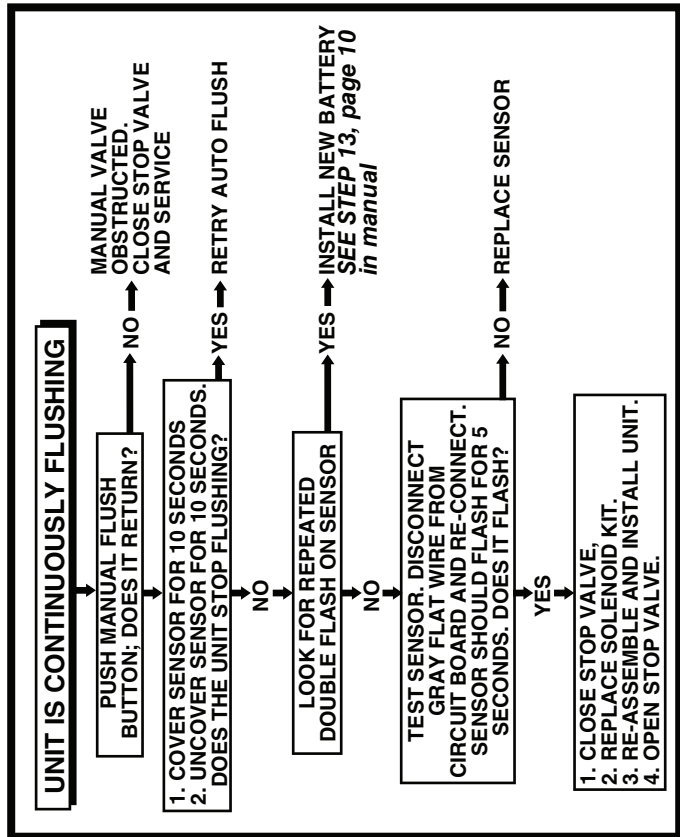 UNIT IS CONTINUOUSLY FLUSHING
PUSH MANUAL FLUSH
BUTTON; DOES IT RETURN?
NO
MANUAL VALVE
OBSTRUCTED.
CLOSE STOP VALVE
AND SERVICE
1. COVER SENSOR FOR 10 SECONDS
2. UNCOVER SENSOR FOR 10 SECONDS.
DOES THE UNIT STOP FLUSHING?
YES
RETRY AUTO FLUSH
NO
LOOK FOR REPEATED
DOUBLE FLASH ON SENSOR
YES
INSTALL NEW BATTERY
SEE STEP 13, page 10
in manual
NO
TEST SENSOR. DISCONNECT
GRAY FLAT WIRE FROM
CIRCUIT BOARD AND RE-CONNECT.
SENSOR SHOULD FLASH FOR 5
SECONDS. DOES IT FLASH?
NO
REPLACE SENSOR
YES
1. CLOSE STOP VALVE,
2. REPLACE SOLENOID KIT.
3. RE-ASSEMBLE AND INSTALL UNIT.
4. OPEN STOP VALVE.